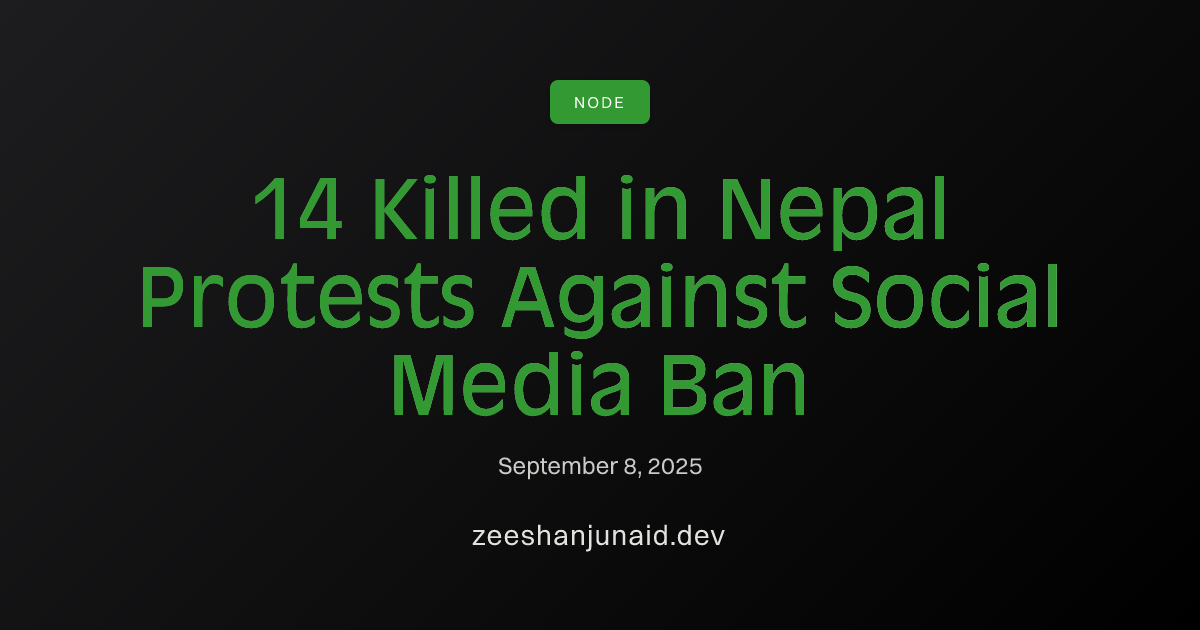 NODE
14 Killed in Nepal
Protests Against Social
Media Ban
September 8, 2025
zeeshanjunaid.dev